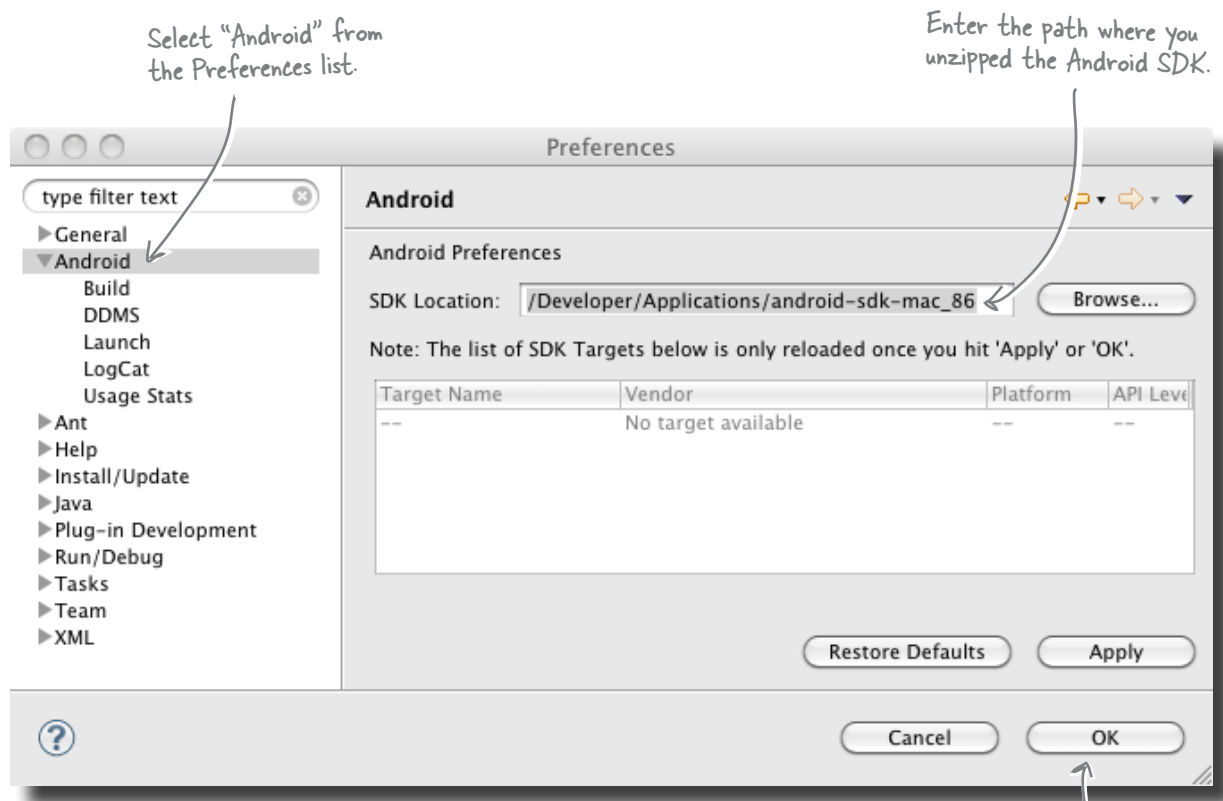 Select “Android” from
the Preferences list.
Enter the path where you
unzipped the Android SDK.
Preferences
type filter text
General
Android
Build
DDMS
Launch
LogCat
Usage Stats
Ant
Help
Install/Update
Java
Plug-in Development
Run/Debug
Tasks
Team
XML
Android
Android Preferences
SDK Location: /Developer/Applications/android-sdk-mac_86 Browse...
Note: The list of SDK Targets below is only reloaded once you hit 'Apply' or 'OK'.
Target Name Vendor Platform API Leve
-- No target available -- --
Restore Defaults Apply
? Cancel OK